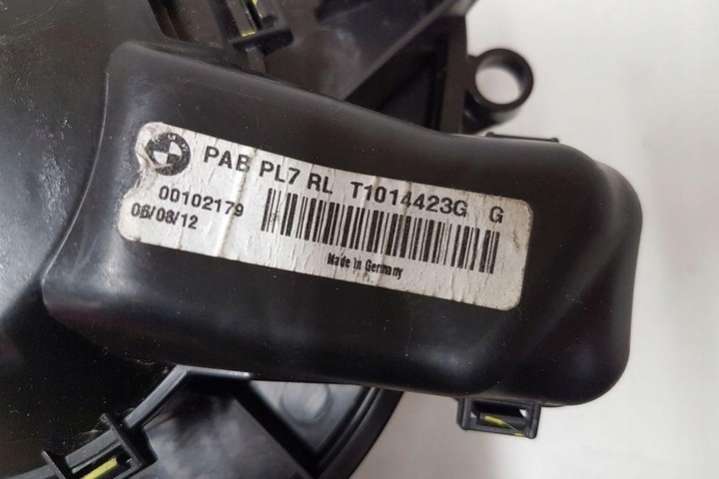 PAB PL7 RL T1014423G G
00102179
06/08/12
Made in Germany